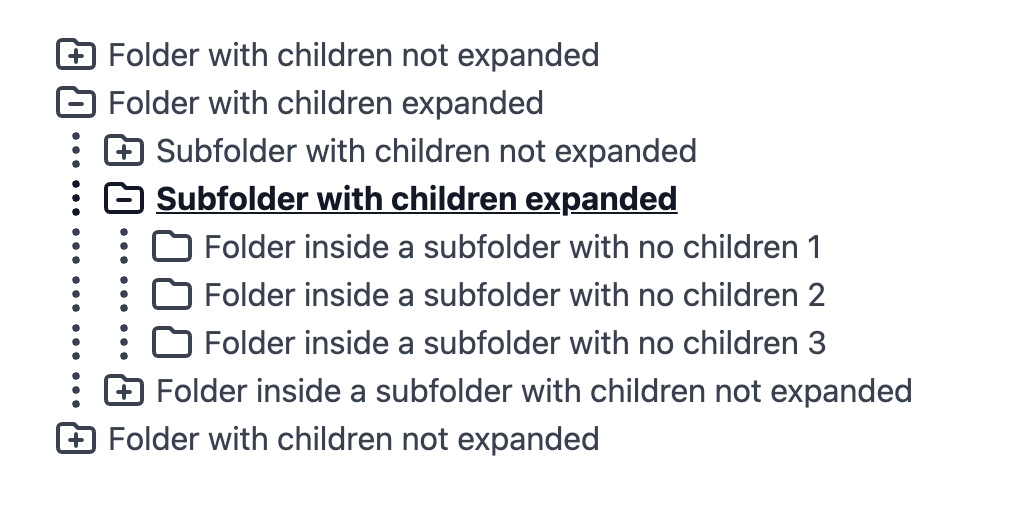 Folder with children not expanded
Folder with children expanded
Subfolder with children not expanded
Subfolder with children expanded
Folder inside a subfolder with no children 1
Folder inside a subfolder with no children 2
Folder inside a subfolder with no children 3
Folder inside a subfolder with children not expanded
Folder with children not expanded